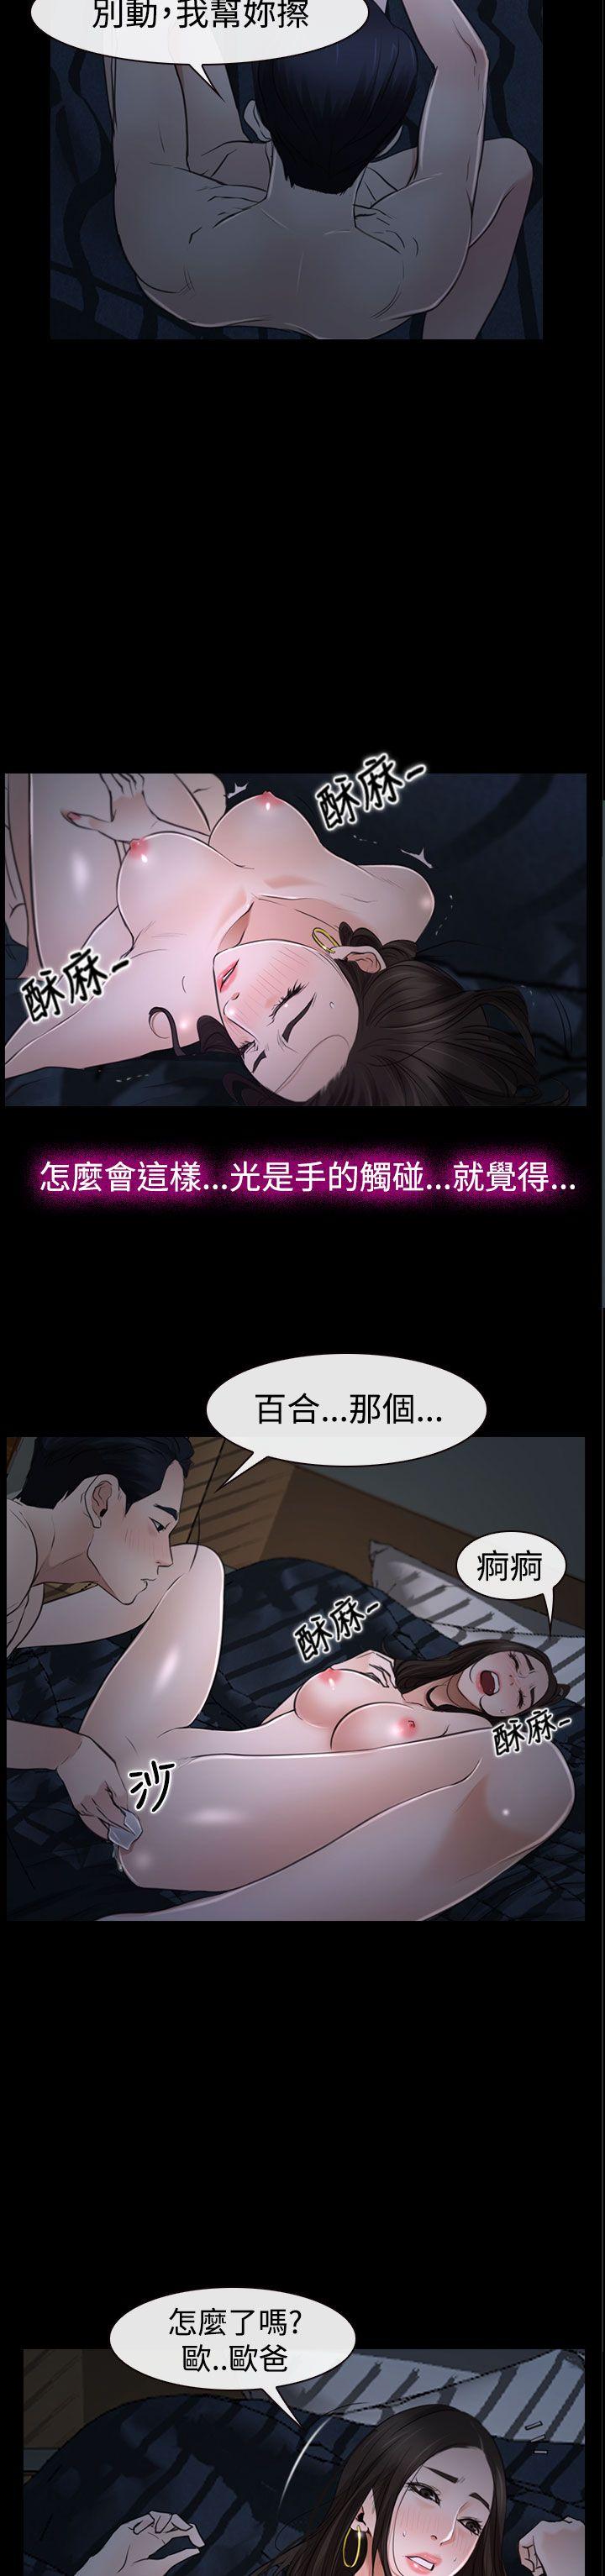 別動,我幫妳擦
酥麻-
酥麻-
怎麼會這樣...光是手的觸碰...就覺得...
百合...那個...
痾痾
酥麻-
酥麻-
沙
怎麼了嗎?
歐..歐爸